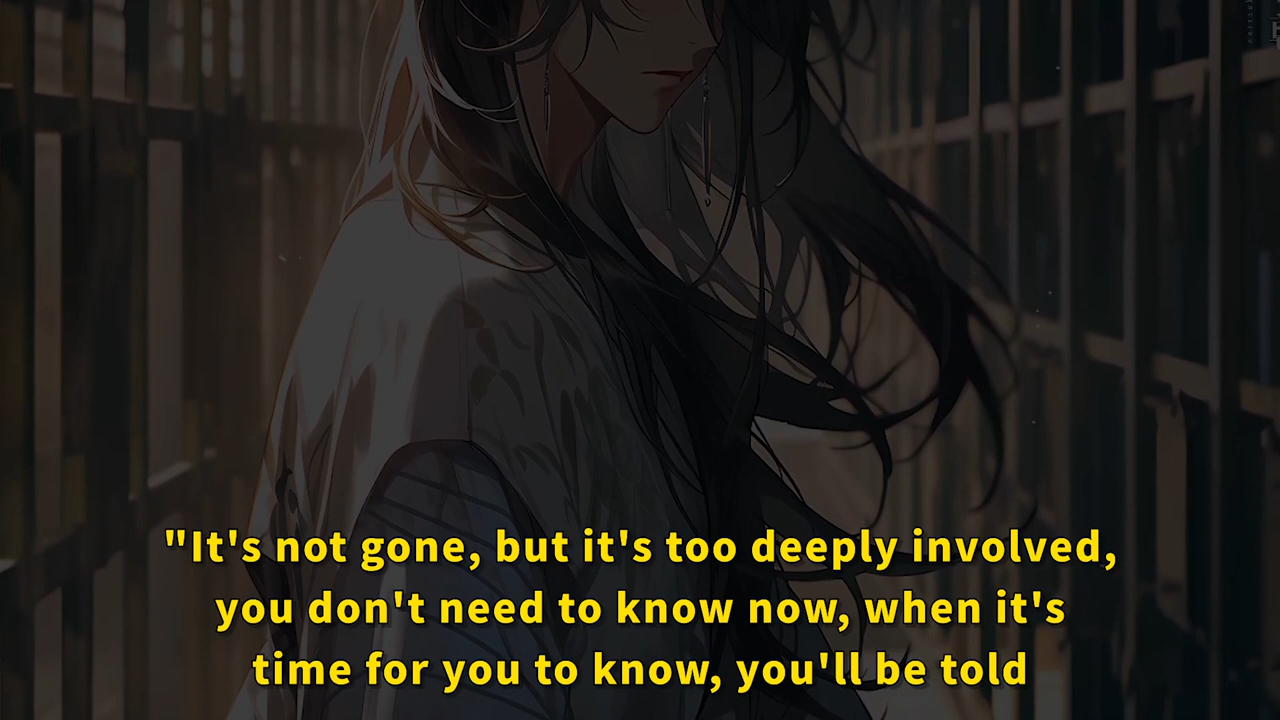 "It's not gone, but it's too deeply involved,
you don't need to know now, when it's
time for you to know, you'll be told